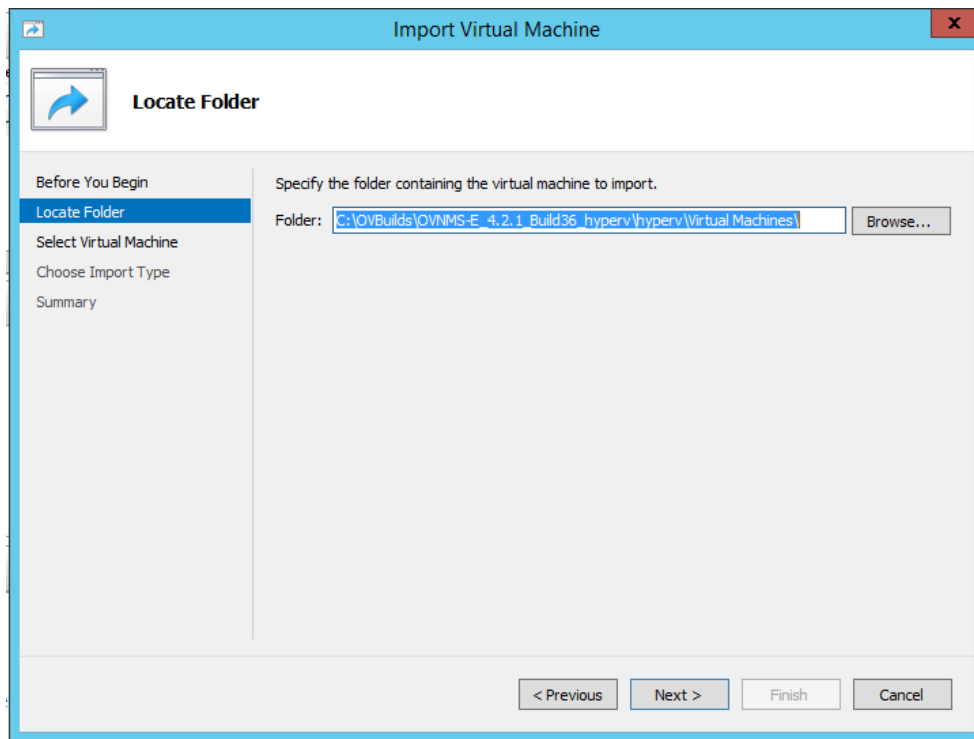 Import Virtual Machine
x
Locate Folder
Before You Begin
Locate Folder
Select Virtual Machine
Choose Import Type
Summary
Specify the folder containing the virtual machine to import.
Folder: C:\OVBuilds\OVNMS-E_4.2.1_Build36_hyperv\hyperv\Virtual Machines\ Browse...
< Previous Next > Finish Cancel